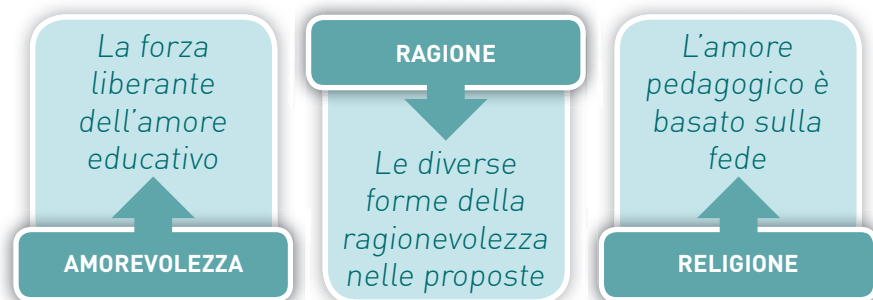 La forza
liberante
dell'amore
educativo
AMOREVOLEZZA
RAGIONE
Le diverse
forme della
ragionevolezza
nelle proposte
L'amore
pedagogico è
basato sulla
fede
RELIGIONE